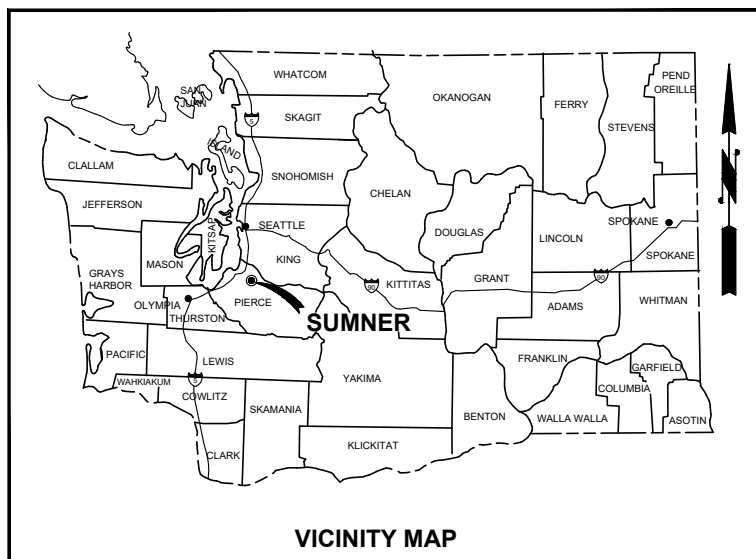 WHATCOM
PEND
OREILLE
SAN
JUAN
OKANOGAN
FERRY
STEVENS
SKAGIT
5
ISLAND
CLALLAM
SNOHOMISH
CHELAN
JEFFERSON
SEATTLE
DOUGLAS
SPOKANE
LINCOLN
KITSAP
MASON
KING
SPOKANE
GRAYS
HARBOR
GRANT
90
KITTITAS
90
OLYMPIA
PIERCE
ADAMS
WHITMAN
THURSTON
SUMNER
PACIFIC
LEWIS
FRANKLIN
GARFIELD
WAHKIAKUM
5
YAKIMA
COLUMBIA
COWLITZ
SKAMANIA
BENTON
WALLA WALLA
ASOTIN
KLICKITAT
CLARK
N
VICINITY MAP